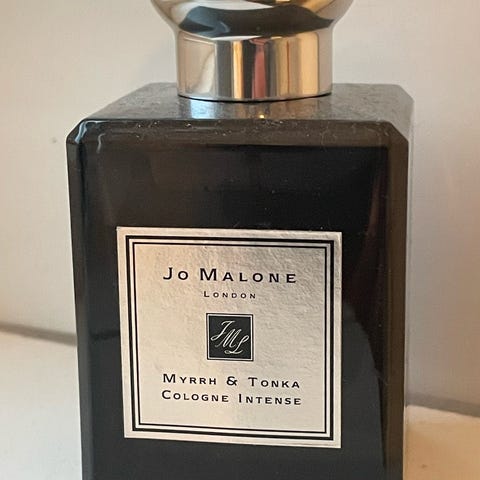 Jo Malone
London
JML
Myrrh & Tonka
Cologne Intense